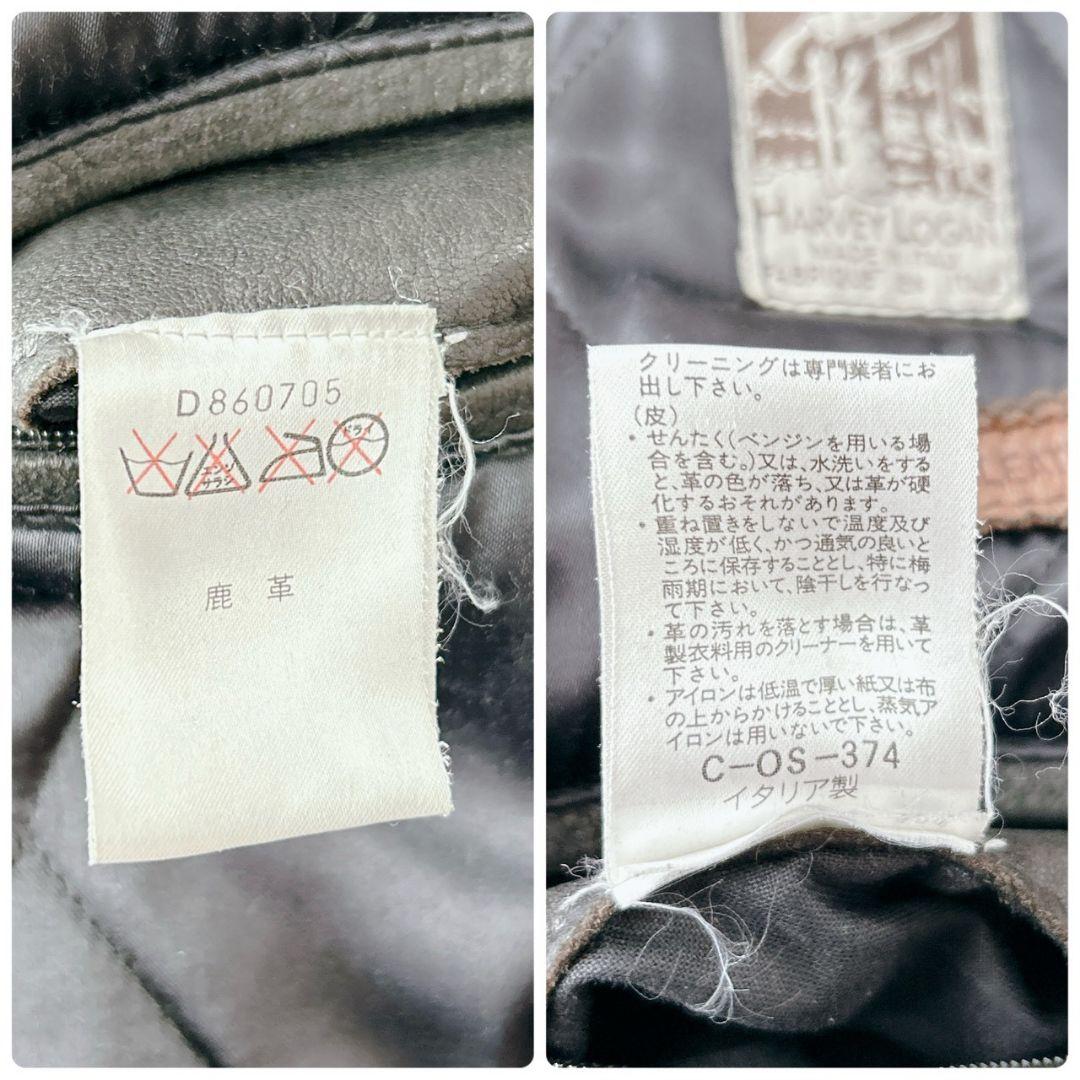 D860705
エンソ
サラシ
ドライ
鹿 革
HARVEY LOGAN
MADE IN ITALY
FABRIQUE EN ITALIE
クリーニングは専門業者にお
出し下さい。
(皮)
・せんたく(ベンジンを用いる場
合を含む。)又は、水洗いをする
と、革の色が落ち、又は革が硬
化するおそれがあります。
・重ね置きをしないで温度及び
湿度が低く、かつ通気の良いと
ころに保存することとし、特に梅
雨期において、陰干しを行なっ
て下さい。
・革の汚れを落とす場合は、革
製衣料用のクリーナーを用いて
下さい。
・アイロンは低温で厚い紙又は布
の上からかけることとし、蒸気ア
イロンは用いないで下さい。
C-OS-374
イタリア製